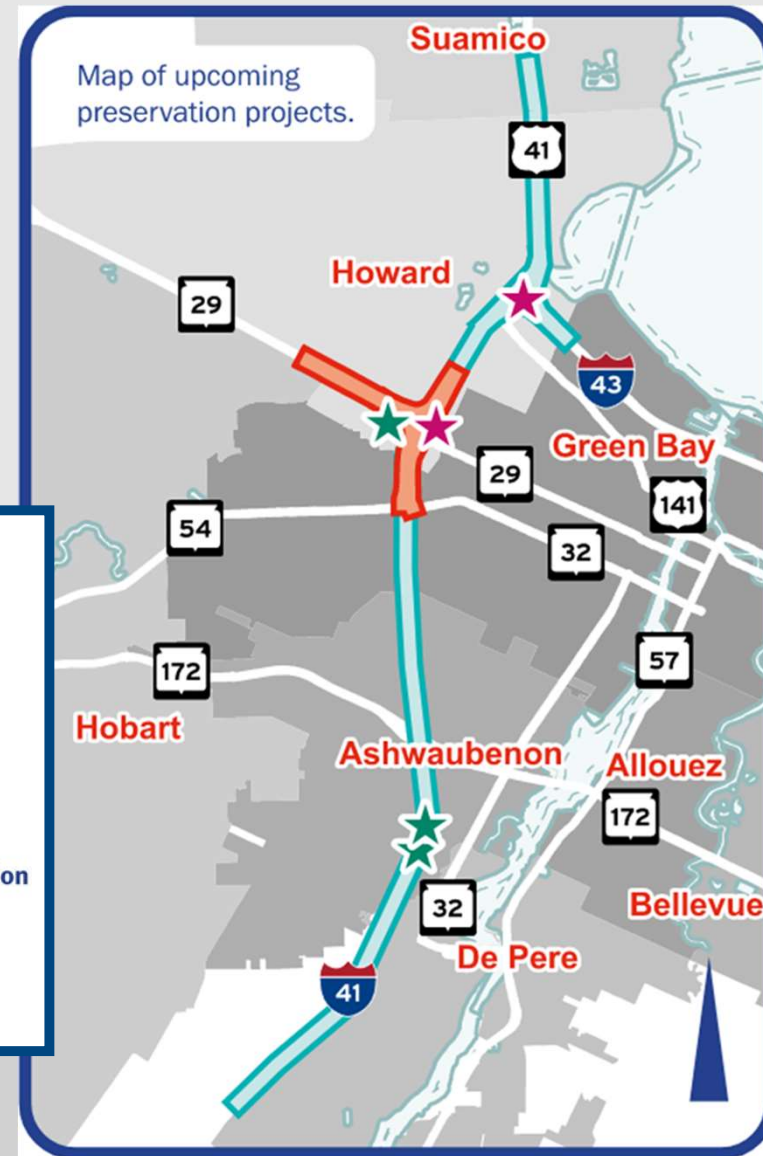 Map of upcoming
preservation projects.
Suamico
41
Howard
29
43
Green Bay
29
141
54
32
57
172
Hobart
Ashwaubenon
Allouez
172
on
32
Bellevue
De Pere
41